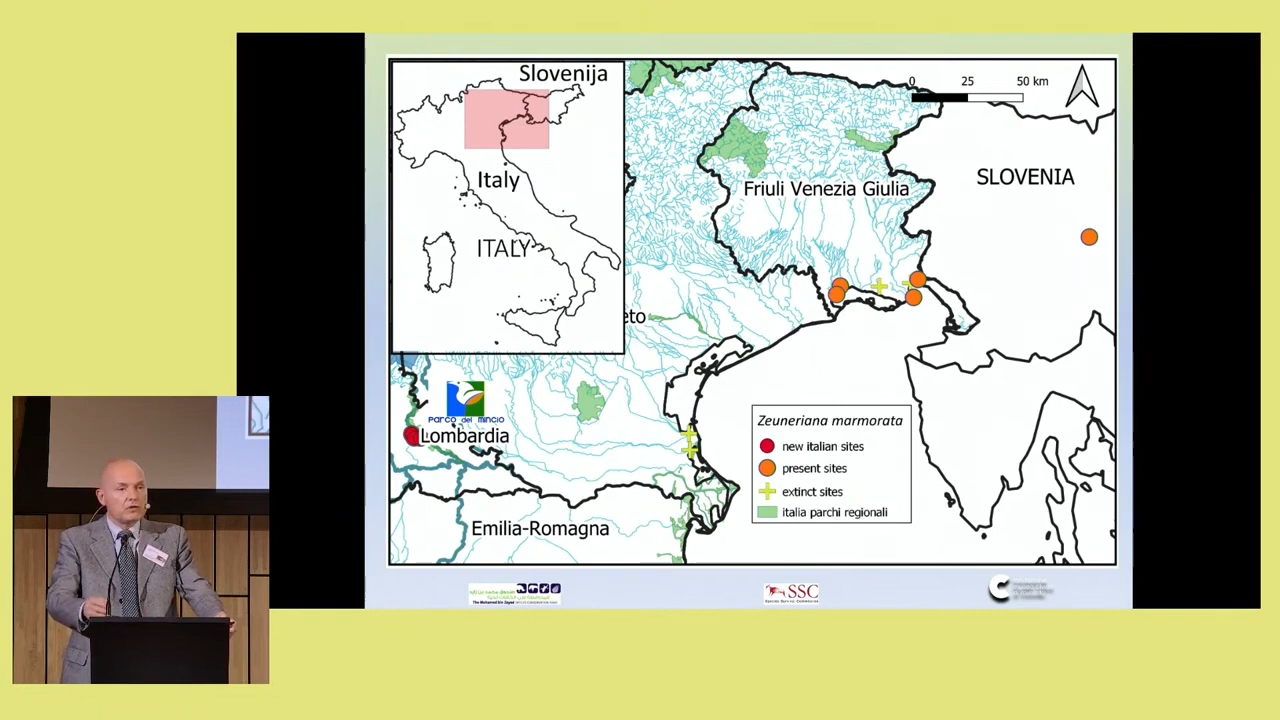 Slovenija
Italy
ITALY
0 25 50 km
SLOVENIA
Friuli Venezia Giulia
eto
PARCO del MINCIO
Lombardia
Emilia-Romagna
Zeuneriana marmorata
new italian sites
present sites
extinct sites
italia parchi regionali
SSC